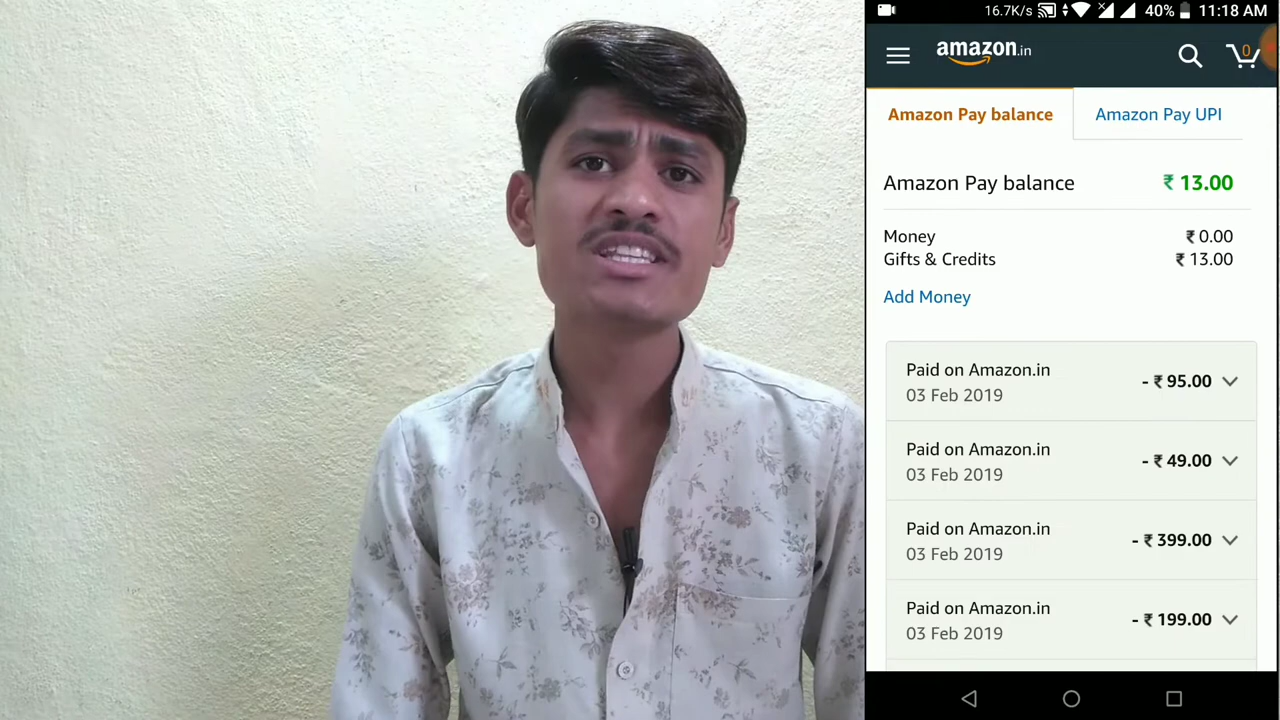 16.7K/s 40% 11:18 AM
amazon.in
0
Amazon Pay balance Amazon Pay UPI
Amazon Pay balance ₹ 13.00
Money ₹ 0.00
Gifts & Credits ₹ 13.00
Add Money
Paid on Amazon.in
03 Feb 2019
- ₹ 95.00
Paid on Amazon.in
03 Feb 2019
- ₹ 49.00
Paid on Amazon.in
03 Feb 2019
- ₹ 399.00
Paid on Amazon.in
03 Feb 2019
- ₹ 199.00